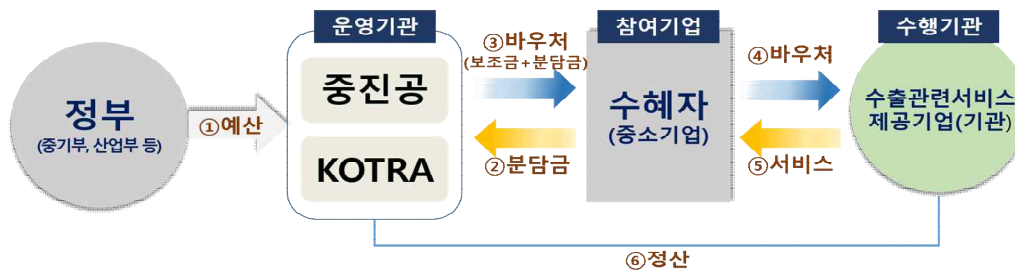 운영기관
참여기업
수행기관
정부
(중기부, 산업부 등)
①예산
중진공
KOTRA
③바우처
(보조금+분담금)
②분담금
수혜자
(중소기업)
④바우처
⑤서비스
수출관련서비스
제공기업(기관)
⑥정산